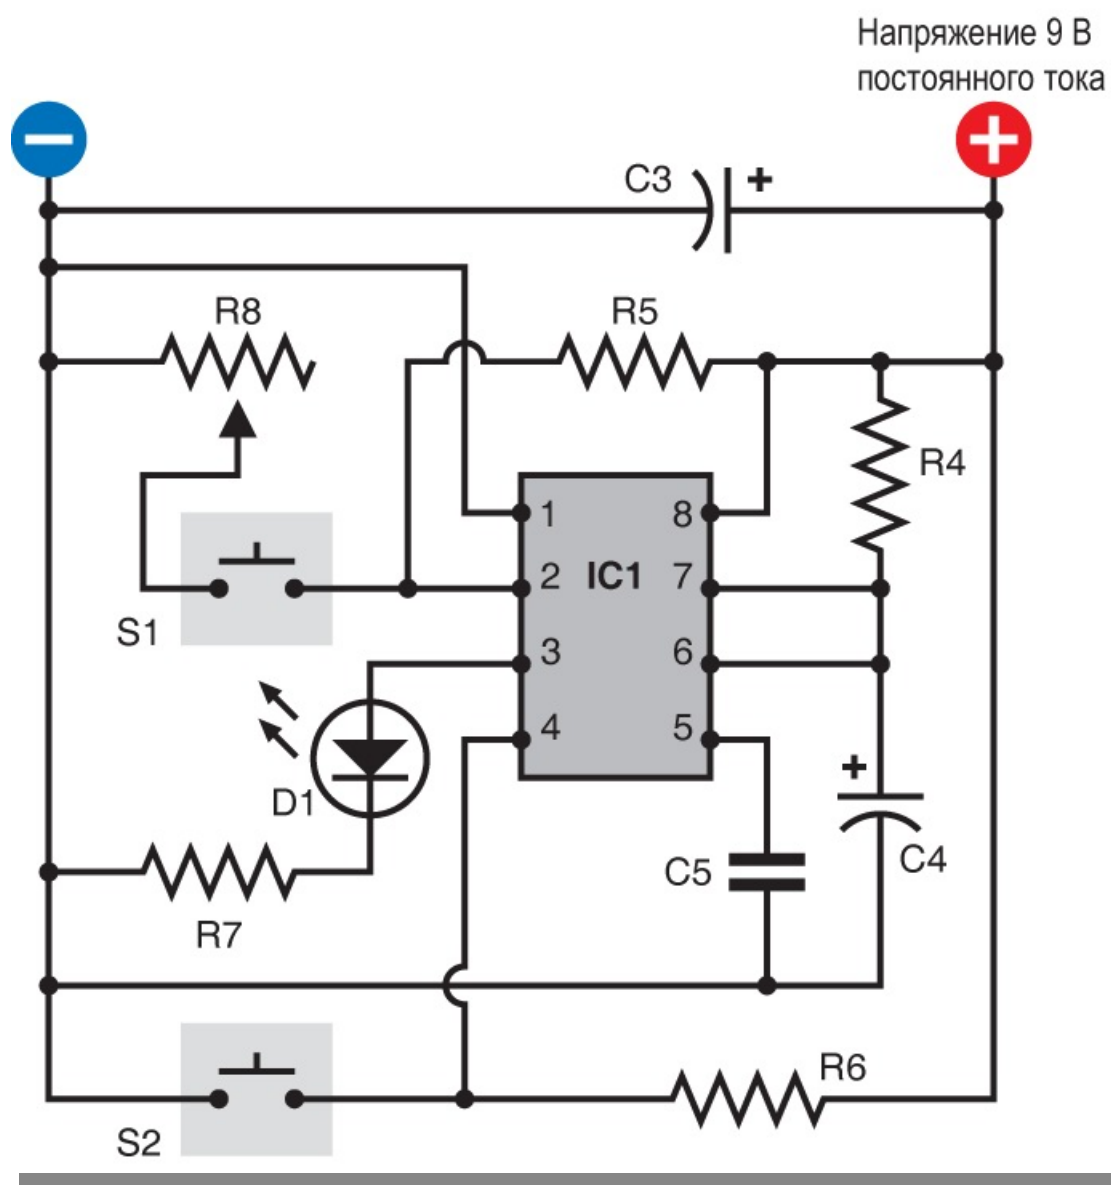 Напряжение 9 В
постоянного тока
C3 +
R8
R5
R4
1
8
2
IC1
7
S1
3
6
4
5
+
D1
C5
C4
R7
R6
S2